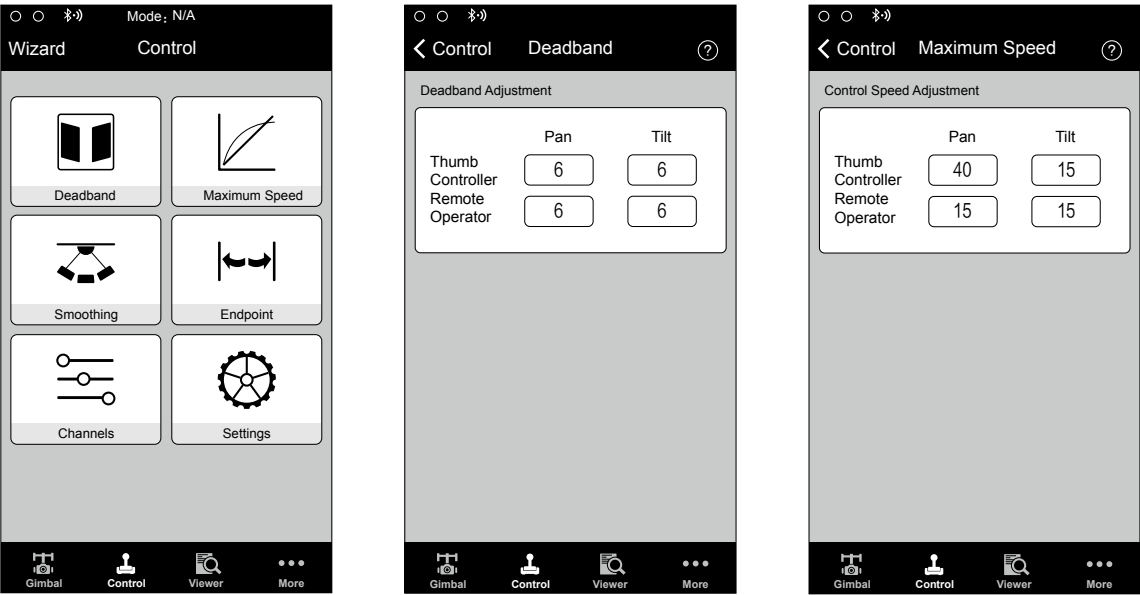 Mode: N/A
Wizard Control
Deadband Maximum Speed
Smoothing Endpoint
Channels Settings
Gimbal Control Viewer More
Control Deadband ?
Deadband Adjustment
Pan Tilt
Thumb
Controller 6 6
Remote
Operator 6 6
Gimbal Control Viewer More
Control Maximum Speed ?
Control Speed Adjustment
Pan Tilt
Thumb
Controller 40 15
Remote
Operator 15 15
Gimbal Control Viewer More